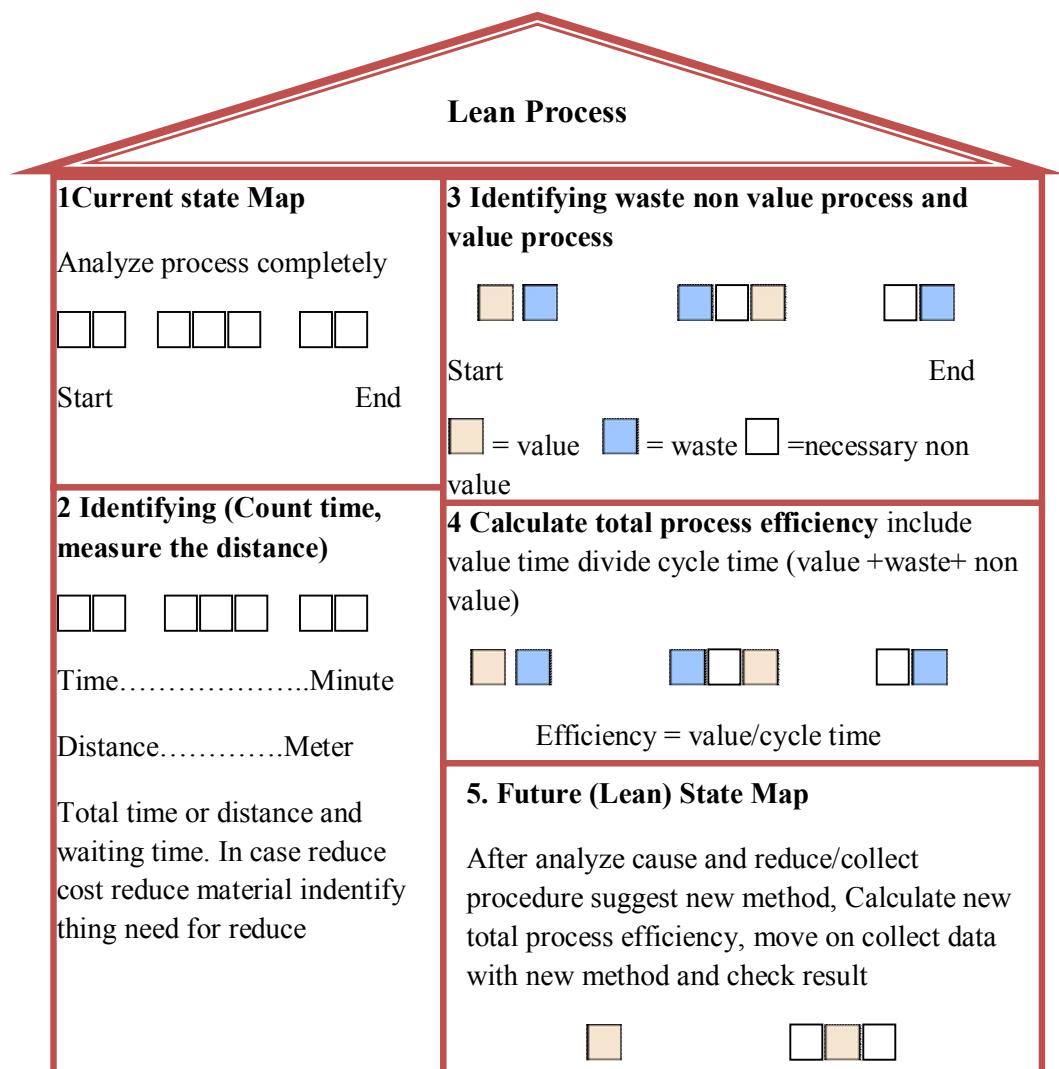 Lean Process
1Current state Map
Analyze process completely
Start End
2 Identifying (Count time,
measure the distance)
Time………………..Minute
Distance………….Meter
Total time or distance and
waiting time. In case reduce
cost reduce material indentify
thing need for reduce
3 Identifying waste non value process and
value process
Start End
= value = waste =necessary non
value
4 Calculate total process efficiency include
value time divide cycle time (value +waste+ non
value)
Efficiency = value/cycle time
5. Future (Lean) State Map
After analyze cause and reduce/collect
procedure suggest new method, Calculate new
total process efficiency, move on collect data
with new method and check result